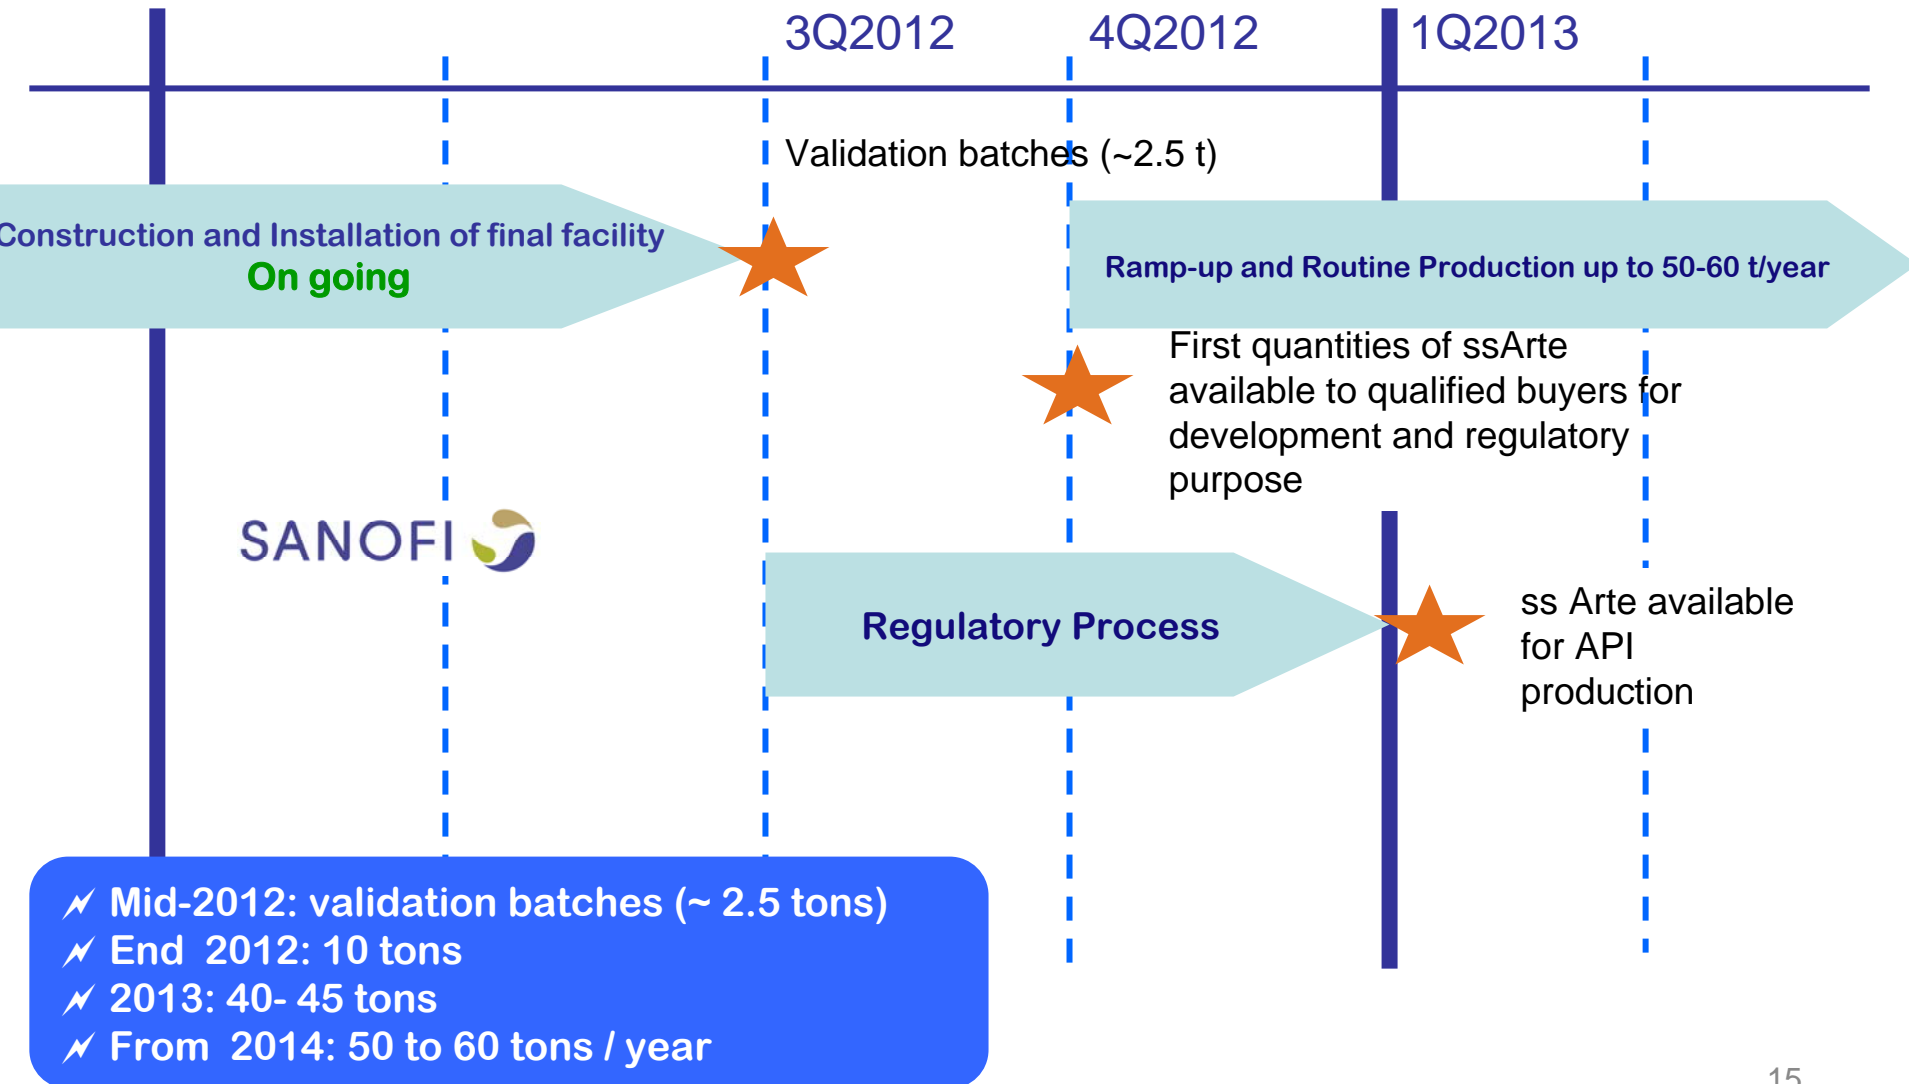 3Q2012 4Q2012 1Q2013
Validation batches (~2.5 t)
Construction and Installation of final facility
On going
Ramp-up and Routine Production up to 50-60 t/year
First quantities of ssArte
available to qualified buyers for
development and regulatory
purpose
SANOFI
Regulatory Process
ss Arte available
for API
production
Mid-2012: validation batches (~ 2.5 tons)
End 2012: 10 tons
2013: 40- 45 tons
From 2014: 50 to 60 tons / year
15